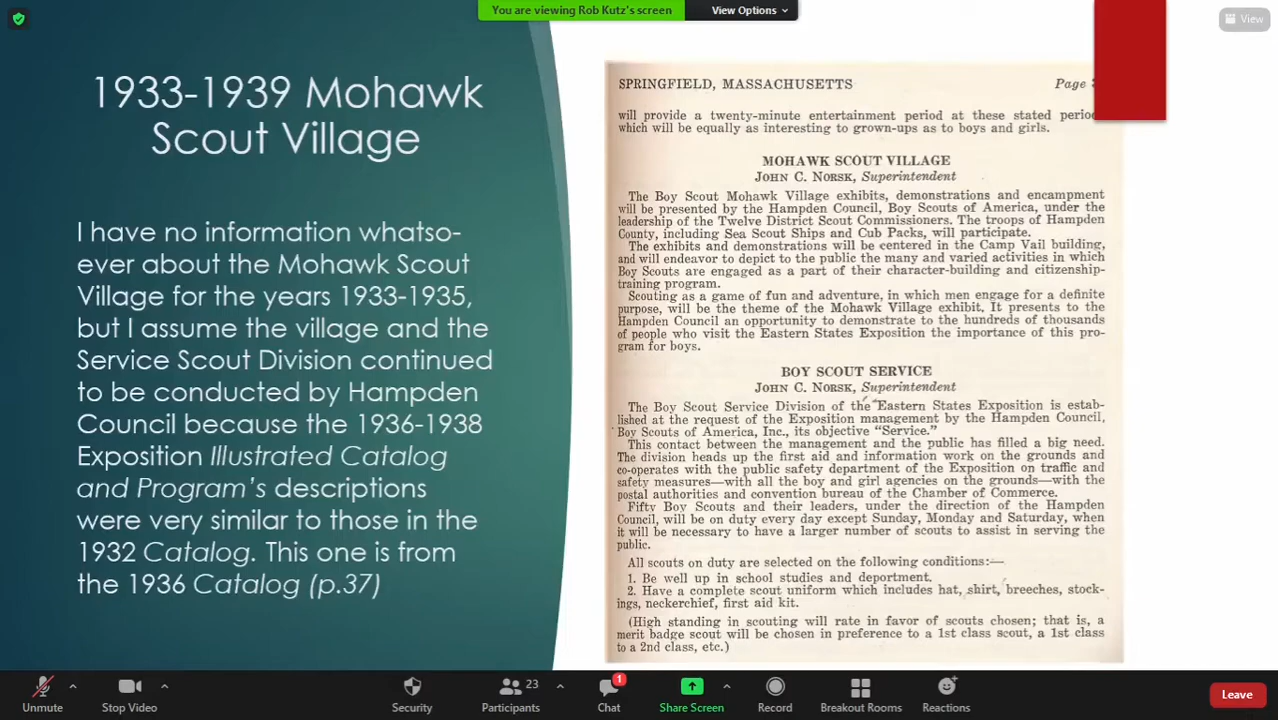 You are viewing Rob Kutz's screen
View Options
View
1933-1939 Mohawk
Scout Village
I have no information whatso-
ever about the Mohawk Scout
Village for the years 1933-1935,
but I assume the village and the
Service Scout Division continued
to be conducted by Hampden
Council because the 1936-1938
Exposition Illustrated Catalog
and Program's descriptions
were very similar to those in the
1932 Catalog. This one is from
the 1936 Catalog (p.37)
SPRINGFIELD, MASSACHUSETTS Page
will provide a twenty-minute entertainment period at these stated
which will be equally as interesting to grown-ups as to boys and girls.
MOHAWK SCOUT VILLAGE
JOHN C. NORSK, Superintendent
The Boy Scout Mohawk Village exhibits, demonstrations and encampment
will be presented by the Hampden Council, Boy Scouts of America, under the
leadership of the Twelve District Scout Commissioners. The troops of Hampden
County, including Sea Scout Ships and Cub Packs, will participate.
The exhibits and demonstrations will be centered in the Camp Vail building,
and will endeavor to depict to the public the many and varied activities in which
Boy Scouts are engaged as a part of their character-building and citizenship-
training program.
Scouting as a game of fun and adventure, in which men engage for a definite
purpose, will be the theme of the Mohawk Village exhibit. It presents to the
Hampden Council an opportunity to demonstrate to the hundreds of thousands
of people who visit the Eastern States Exposition the importance of this pro-
gram for boys.
BOY SCOUT SERVICE
JOHN C. NORSK, Superintendent
The Boy Scout Service Division of the Eastern States Exposition is estab-
lished at the request of the Exposition management by the Hampden Council,
Boy Scouts of America, Inc., its objective "Service."
This contact between the management and the public has filled a big need.
The division heads up the first aid and information work on the grounds and
co-operates with the public safety department of the Exposition on traffic and
safety measures—with all the boy and girl agencies on the grounds—with the
postal authorities and convention bureau of the Chamber of Commerce.
Fifty Boy Scouts and their leaders, under the direction of the Hampden
Council, will be on duty every day except Sunday, Monday and Saturday, when
it will be necessary to have a larger number of scouts to assist in serving the
public.
All scouts on duty are selected on the following conditions:—
1. Be well up in school studies and deportment.
2. Have a complete scout uniform which includes hat, shirt, breeches, stock-
ings, neckerchief, first aid kit.
(High standing in scouting will rate in favor of scouts chosen; that is, a
merit badge scout will be chosen in preference to a 1st class scout, a 1st class
to a 2nd class, etc.)
Unmute
Stop Video
Security
23
Participants
1
Chat
Share Screen
Record
Breakout Rooms
Reactions
Leave